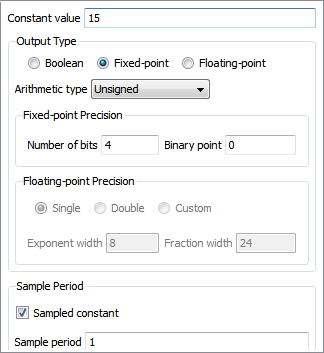 Constant value 15
Output Type
Boolean Fixed-point Floating-point
Arithmetic type Unsigned
Fixed-point Precision
Number of bits 4 Binary point 0
Floating-point Precision
Single Double Custom
Exponent width 8 Fraction width 24
Sample Period
Sampled constant
Sample period 1